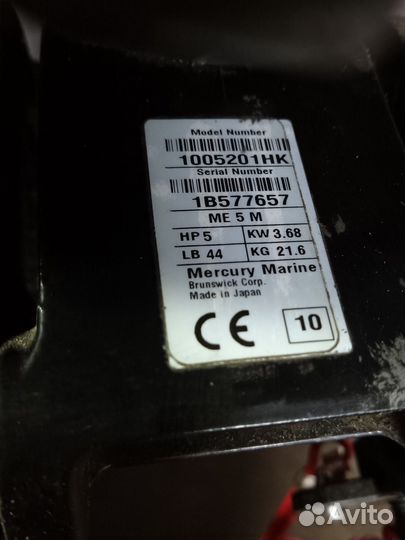 Model Number
1005201HK
Serial Number
1B577657
ME 5 M
HP 5 KW 3.68
LB 44 KG 21.6
Mercury Marine
Brunswick Corp.
Made in Japan
CE 10
Avito